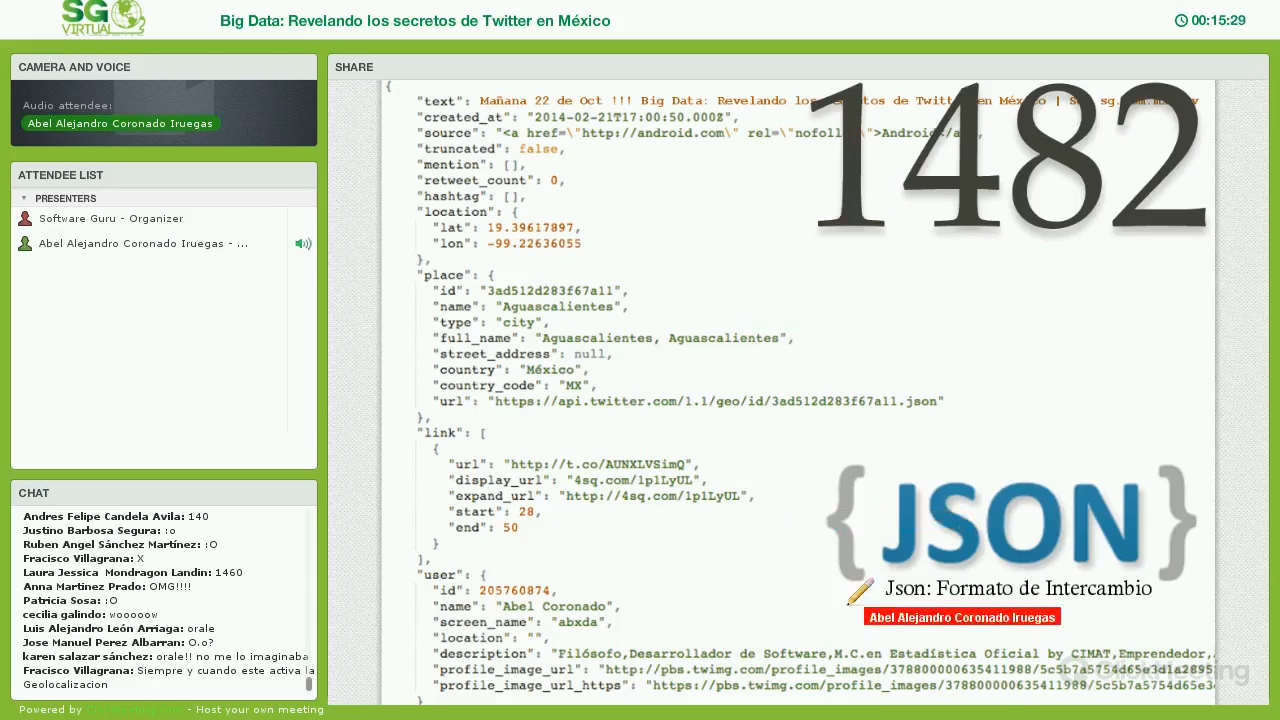 SG
VIRTUAL
Big Data: Revelando los secretos de Twitter en México
00:15:29
CAMERA AND VOICE
Audio attendee:
Abel Alejandro Coronado Iruegas
ATTENDEE LIST
PRESENTERS
Software Guru - Organizer
Abel Alejandro Coronado Iruegas - ...
CHAT
Andres Felipe Candela Avila: 140
Justino Barbosa Segura: :o
Ruben Angel Sánchez Martínez: :O
Fracisco Villagrana: X
Laura Jessica Mondragon Landin: 1460
Anna Martinez Prado: OMG!!!!
Patricia Sosa: :O
cecilia galindo: wooooow
Luis Alejandro León Arriaga: orale
Jose Manuel Perez Albarran: O.o?
karen salazar sánchez: orale!! no me lo imaginaba
Fracisco Villagrana: Siempre y cuando este activa la
Geolocalizacion
Powered by ClickMeeting.com - Host your own meeting
SHARE
{
"text": Mañana 22 de Oct !!! Big Data: Revelando los secretos de Twitter en México |
"created_at": "2014-02-21T17:00:50.000Z",
"source": "<a href=\"http://android.com\" rel=\"nofollow\">Android</a>",
"truncated": false,
"mention": [],
"retweet_count": 0,
"hashtag": [],
"location": {
"lat": 19.39617897,
"lon": -99.22636055
},
"place": {
"id": "3ad512d283f67a11",
"name": "Aguascalientes",
"type": "city",
"full_name": "Aguascalientes, Aguascalientes",
"street_address": null,
"country": "México",
"country_code": "MX",
"url": "https://api.twitter.com/1.1/geo/id/3ad512d283f67a11.json"
},
"link": [
{
"url": "http://t.co/AUNXLVSimQ",
"display_url": "4sq.com/1p1LyUL",
"expand_url": "http://4sq.com/1p1LyUL",
"start": 28,
"end": 50
}
],
"user": {
"id": 205760874,
"name": "Abel Coronado",
"screen_name": "abxda",
"location": "",
"description": "Filósofo,Desarrollador de Software,M.C.en Estadística Oficial by CIMAT,Emprendedor,
"profile_image_url": "http://pbs.twimg.com/profile_images/378800000635411988/
"profile_image_url_https": "https://pbs.twimg.com/profile_images/378800000635411988/
}
1482
{ JSON }
Json: Formato de Intercambio
Abel Alejandro Coronado Iruegas
ClickMeeting